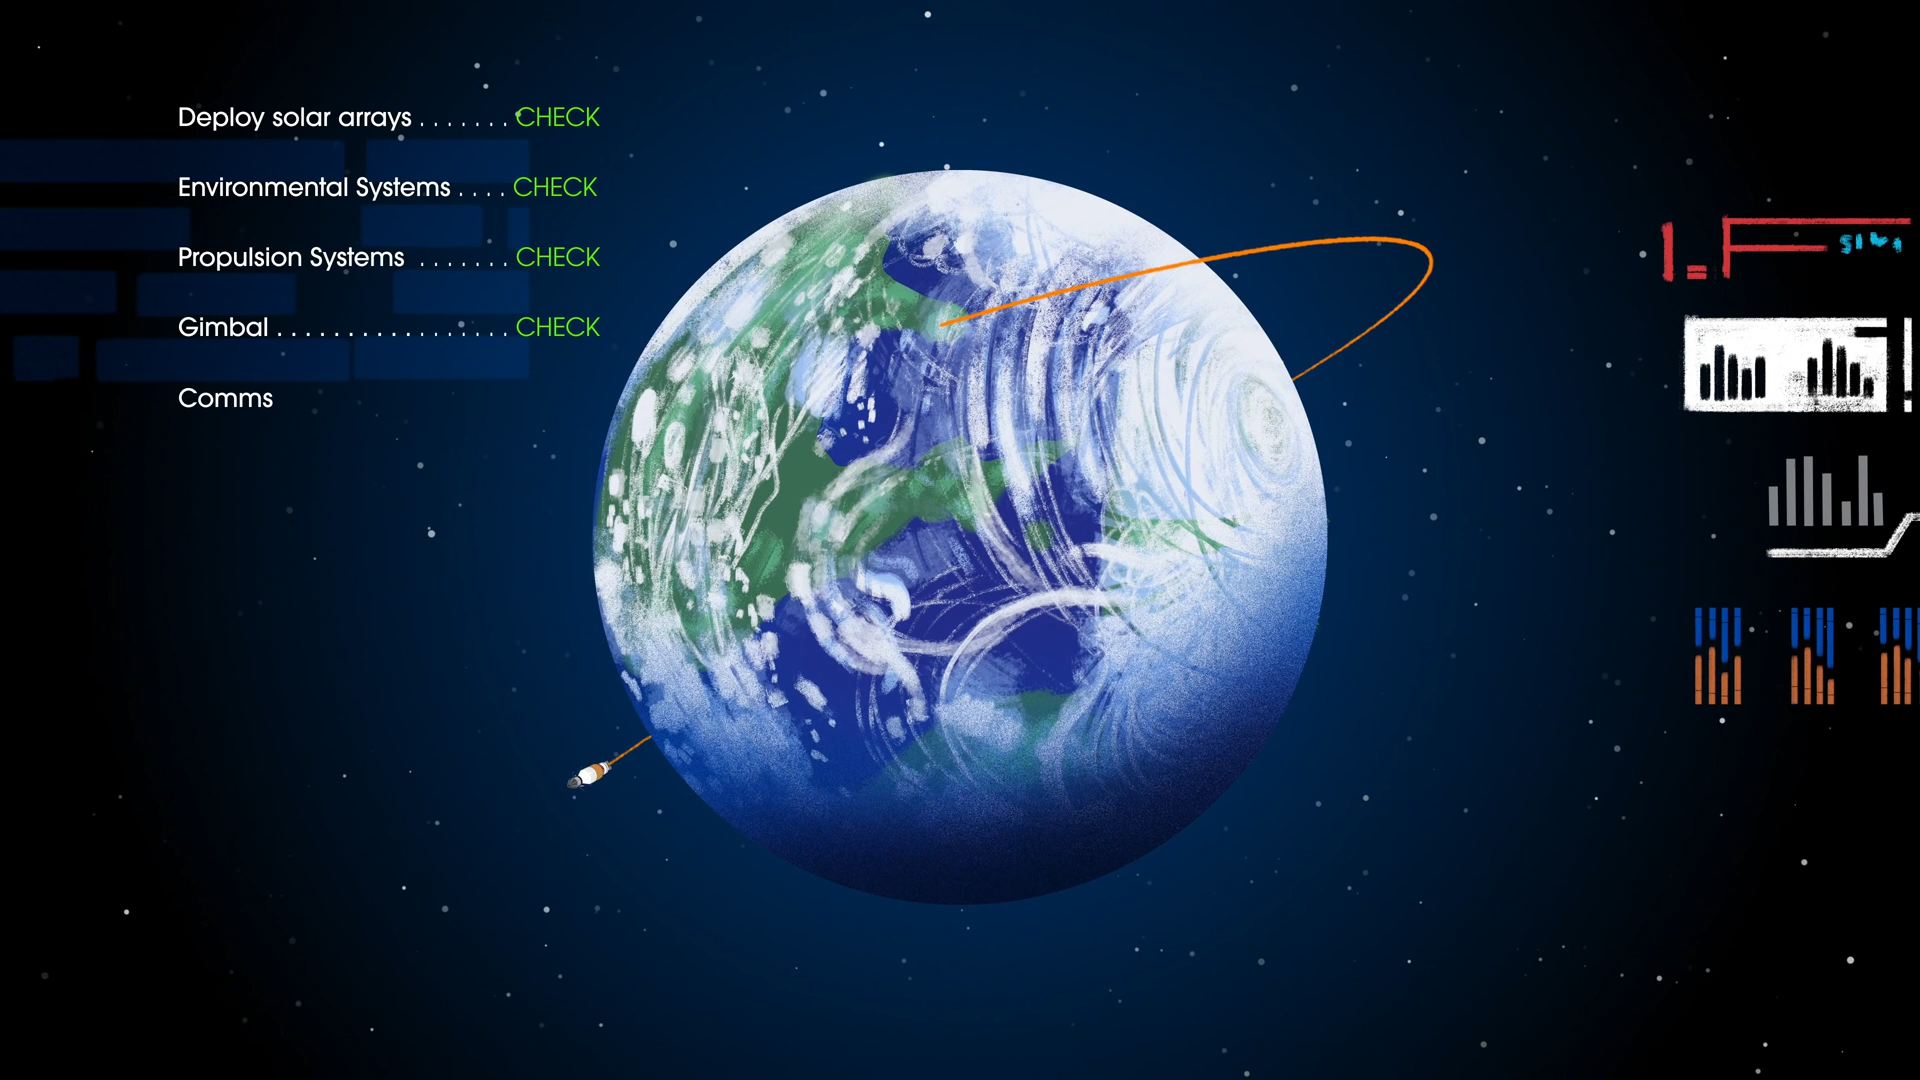 Deploy solar arrays ....... CHECK
Environmental Systems .... CHECK
Propulsion Systems ....... CHECK
Gimbal ................. CHECK
Comms